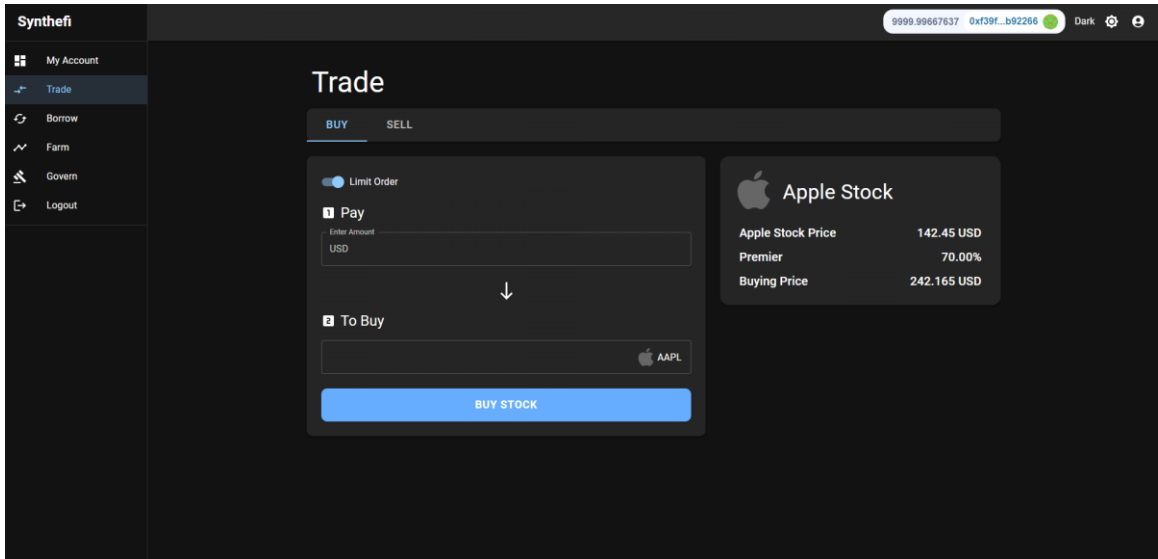 Synthefi
9999.99667637 0xf39f...b92266 Dark
My Account
Trade
Borrow
Farm
Govern
Logout
Trade
BUY SELL
Limit Order
1 Pay
Enter Amount
USD
2 To Buy
AAPL
BUY STOCK
Apple Stock
Apple Stock Price 142.45 USD
Premier 70.00%
Buying Price 242.165 USD